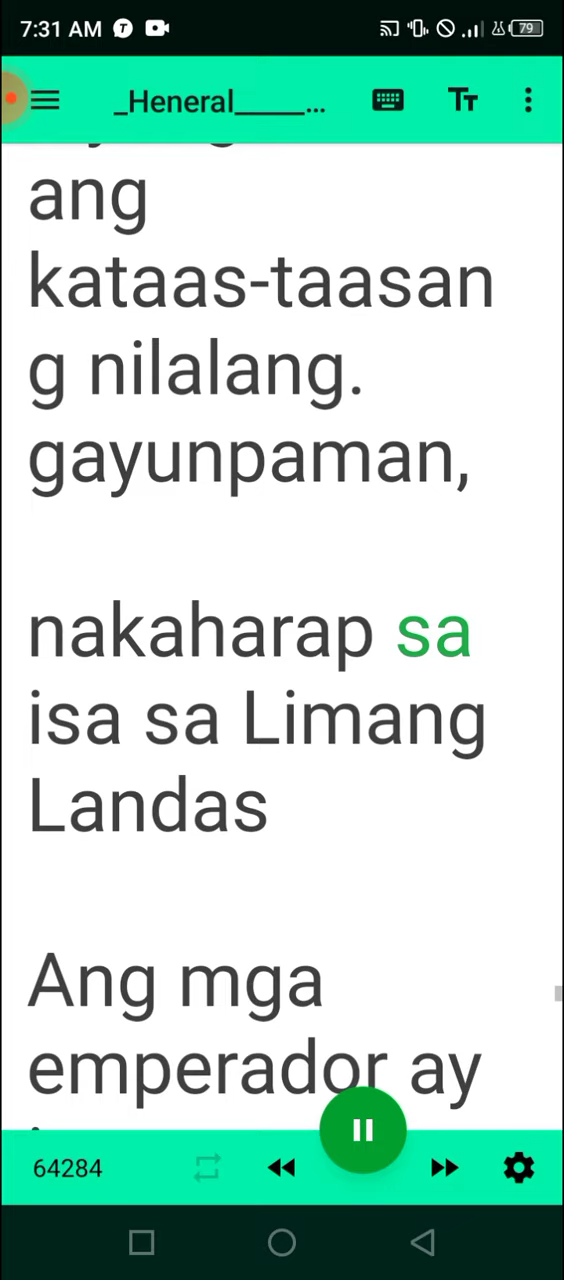 7:31 AM
79
_Heneral_____...
ang
kataas-taasan
g nilalang.
gayunpaman,
nakaharap sa
isa sa Limang
Landas
Ang mga
emperador ay
64284